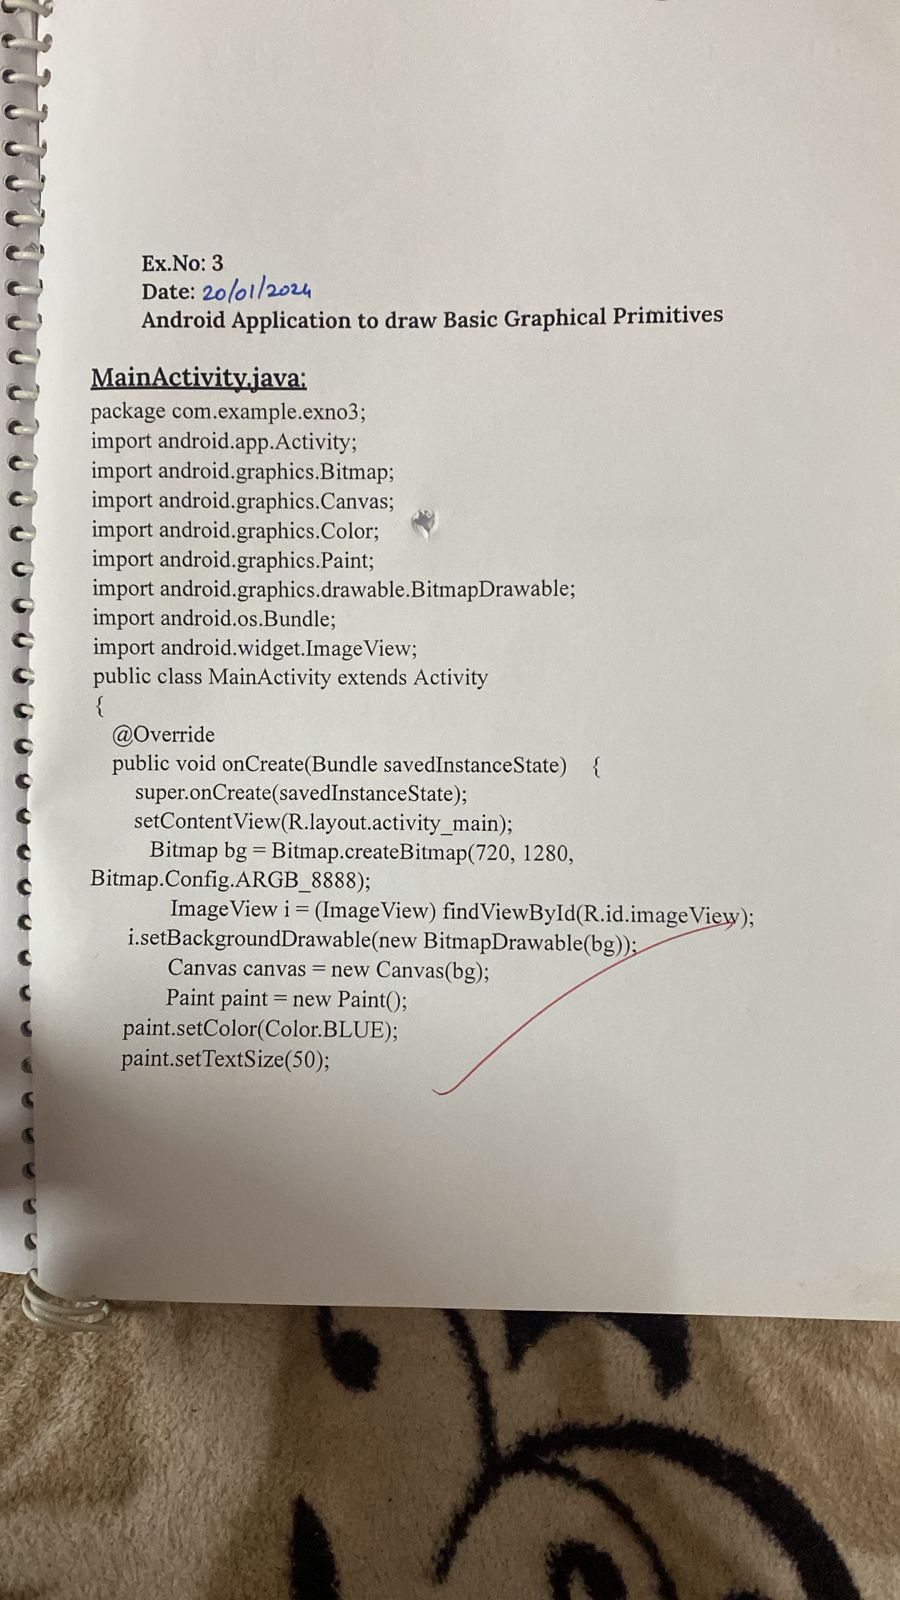 Ex.No: 3
Date: 20/01/2024
Android Application to draw Basic Graphical Primitives
MainActivity.java:
package com.example.exno3;
import android.app.Activity;
import android.graphics.Bitmap;
import android.graphics.Canvas;
import android.graphics.Color;
import android.graphics.Paint;
import android.graphics.drawable.BitmapDrawable;
import android.os.Bundle;
import android.widget.ImageView;
public class MainActivity extends Activity
{
@Override
public void onCreate(Bundle savedInstanceState) {
super.onCreate(savedInstanceState);
setContentView(R.layout.activity_main);
Bitmap bg = Bitmap.createBitmap(720, 1280,
Bitmap.Config.ARGB_8888);
ImageView i = (ImageView) findViewById(R.id.imageView);
i.setBackgroundDrawable(new BitmapDrawable(bg));
Canvas canvas = new Canvas(bg);
Paint paint = new Paint();
paint.setColor(Color.BLUE);
paint.setTextSize(50);